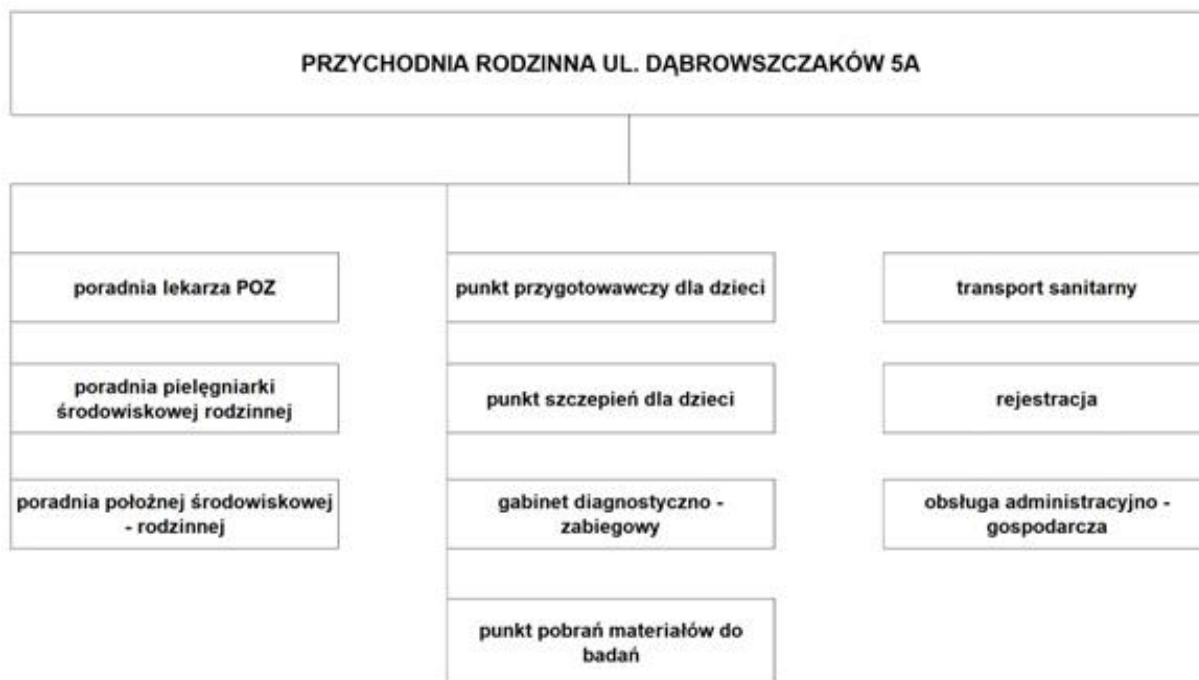 PRZYCHODNIA RODZINNA UL. DĄBROWSZCZAKÓW 5A
poradnia lekarza POZ
poradnia pielęgniarki
środowiskowej rodzinnej
poradnia położnej środowiskowej
- rodzinnej
punkt przygotowawczy dla dzieci
punkt szczepień dla dzieci
gabinet diagnostyczno -
zabiegowy
punkt pobrań materiałów do
badań
transport sanitarny
rejestracja
obsługa administracyjno -
gospodarcza